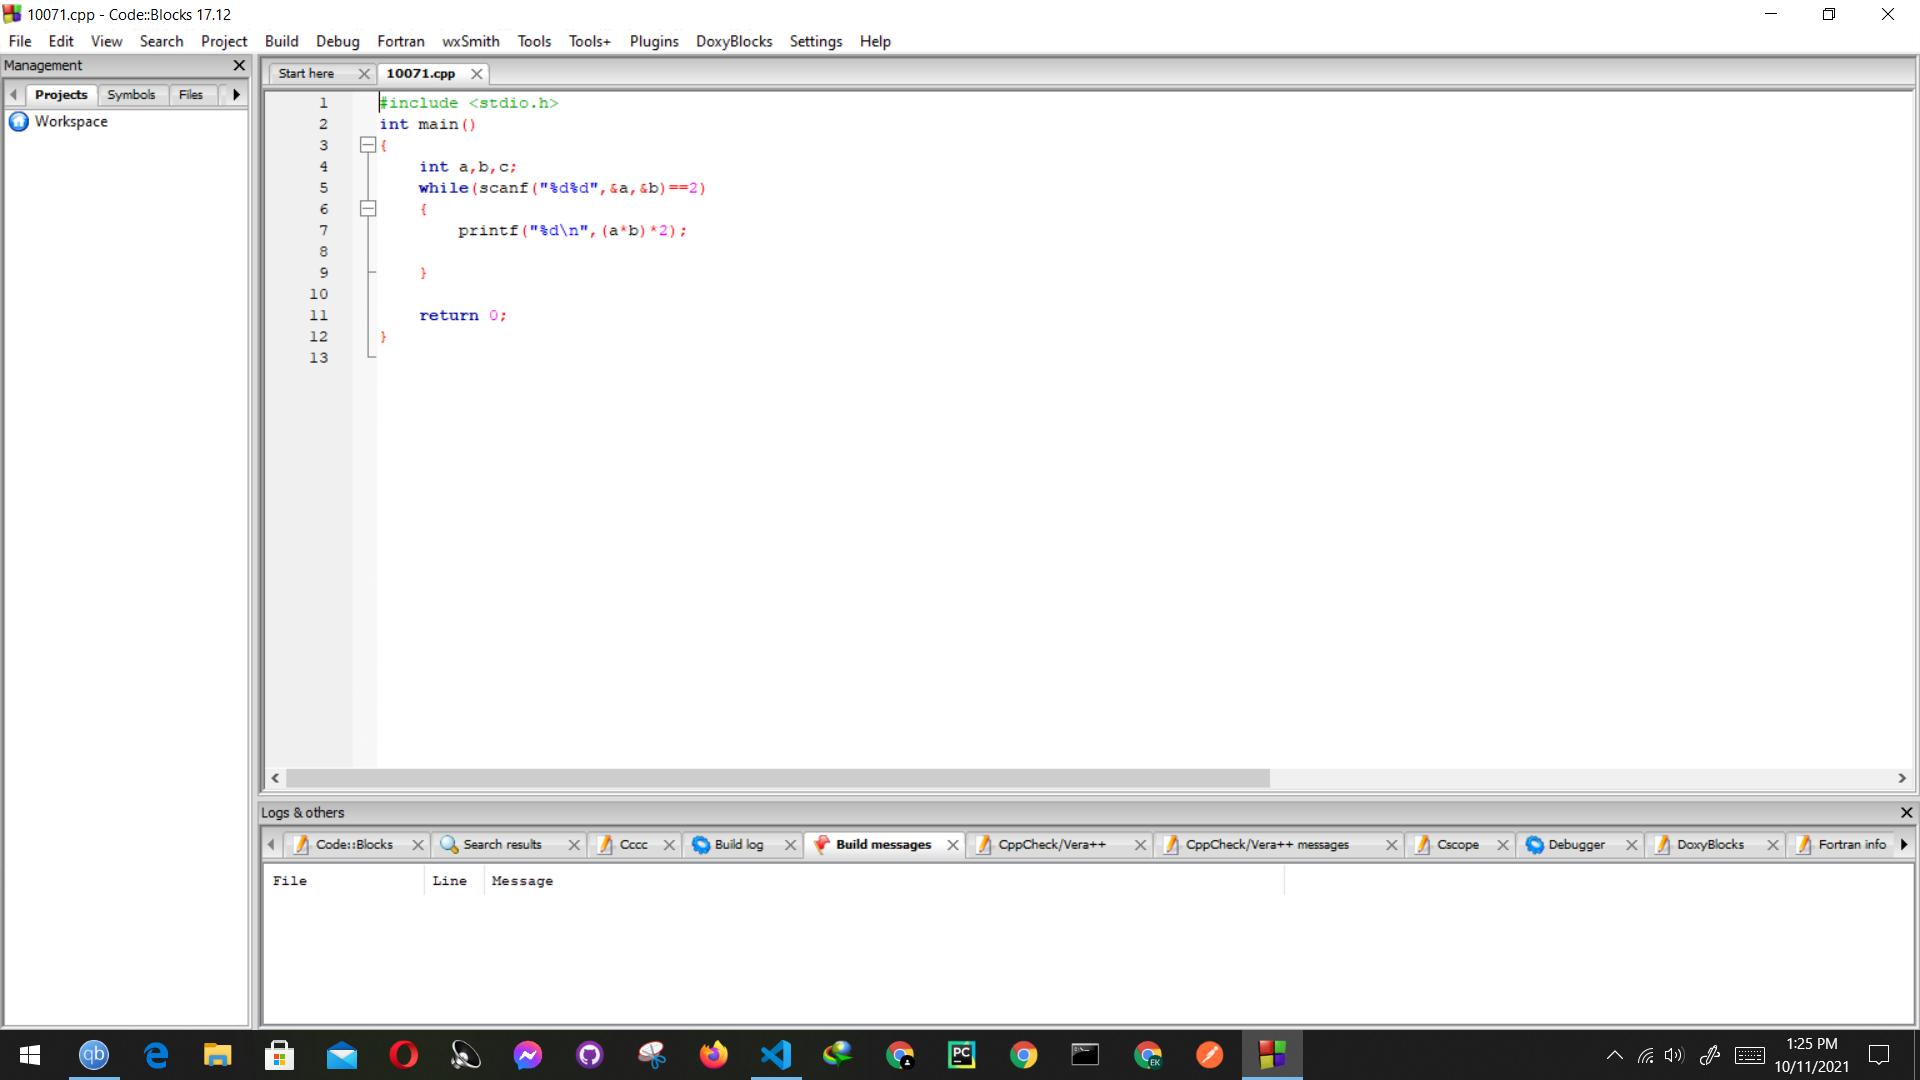 10071.cpp - Code::Blocks 17.12
File Edit View Search Project Build Debug Fortran wxSmith Tools Tools+ Plugins DoxyBlocks Settings Help
Management
Projects Symbols Files
Workspace
Start here 10071.cpp
1 #include <stdio.h>
2 int main()
3 {
4 int a,b,c;
5 while(scanf("%d%d",&a,&b)==2)
6 {
7 printf("%d\n",(a*b)*2);
8
9 }
10
11 return 0;
12 }
13
Logs & others
Code::Blocks Search results Cccc Build log Build messages CppCheck/Vera++ CppCheck/Vera++ messages Cscope Debugger DoxyBlocks Fortran info
File Line Message
qb
PC
EK
1:25 PM
10/11/2021